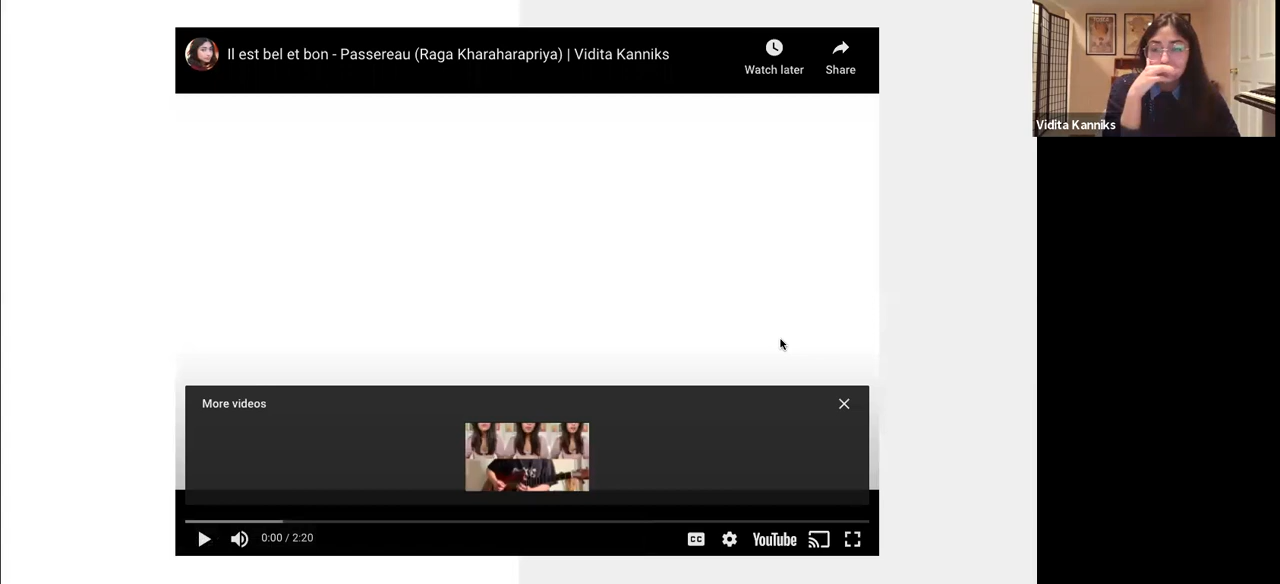 Il est bel et bon - Passereau (Raga Kharaharapriya) | Vidita Kanniks
Watch later
Share
Vidita Kanniks
More videos
0:00 / 2:20
CC
YouTube